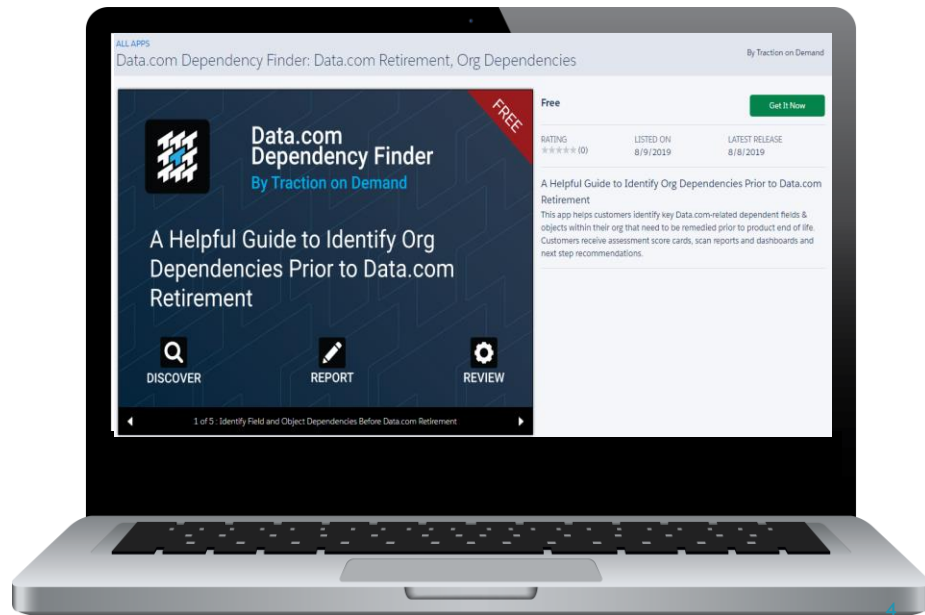 ALL APPS
Data.com Dependency Finder: Data.com Retirement, Org Dependencies
By Traction on Demand
FREE
Data.com
Dependency Finder
By Traction on Demand
A Helpful Guide to Identify Org
Dependencies Prior to Data.com
Retirement
DISCOVER
REPORT
REVIEW
1 of 5 : Identify Field and Object Dependencies Before Data.com Retirement
Free
Get It Now
RATING
LISTED ON
LATEST RELEASE
(0)
8/9/2019
8/8/2019
A Helpful Guide to Identify Org Dependencies Prior to Data.com
Retirement
This app helps customers identify key Data.com-related dependent fields &
objects within their org that need to be remedied prior to product end of life.
Customers receive assessment score cards, scan reports and dashboards and
next step recommendations.
4